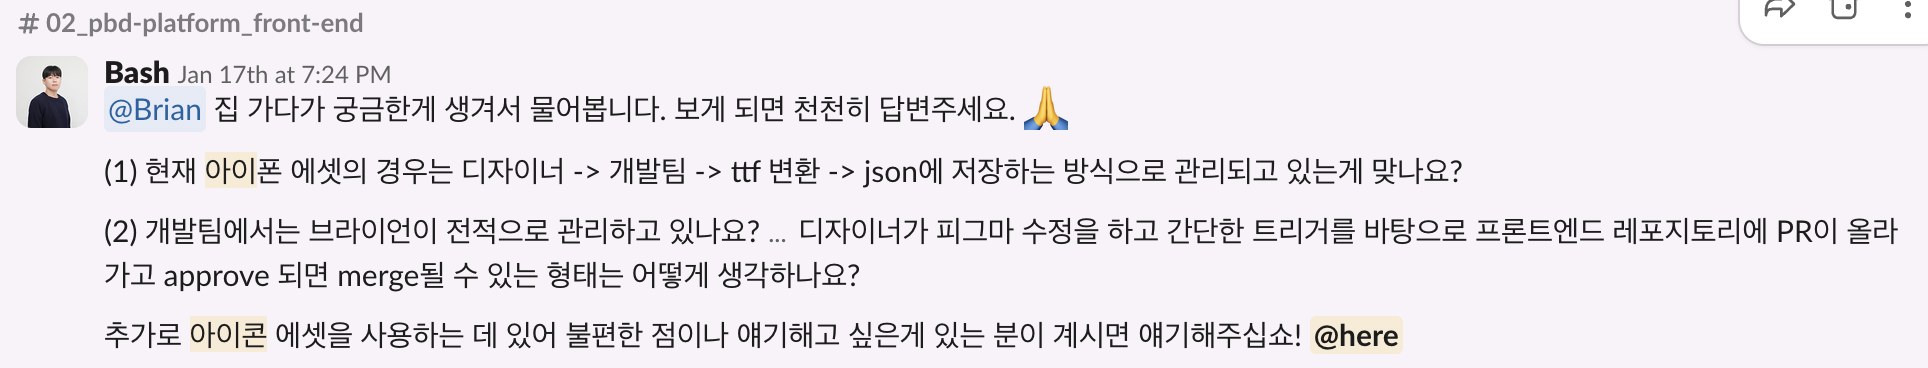 # 02_pbd-platform_front-end
Bash Jan 17th at 7:24 PM
@Brian 집 가다가 궁금한게 생겨서 물어봅니다. 보게 되면 천천히 답변주세요. 🙏
(1) 현재 아이폰 에셋의 경우는 디자이너 -> 개발팀 -> ttf 변환 -> json에 저장하는 방식으로 관리되고 있는게 맞나요?
(2) 개발팀에서는 브라이언이 전적으로 관리하고 있나요? ... 디자이너가 피그마 수정을 하고 간단한 트리거를 바탕으로 프론트엔드 레포지토리에 PR이 올라
가고 approve 되면 merge될 수 있는 형태는 어떻게 생각하나요?
추가로 아이콘 에셋을 사용하는 데 있어 불편한 점이나 얘기해고 싶은게 있는 분이 계시면 얘기해주십쇼! @here